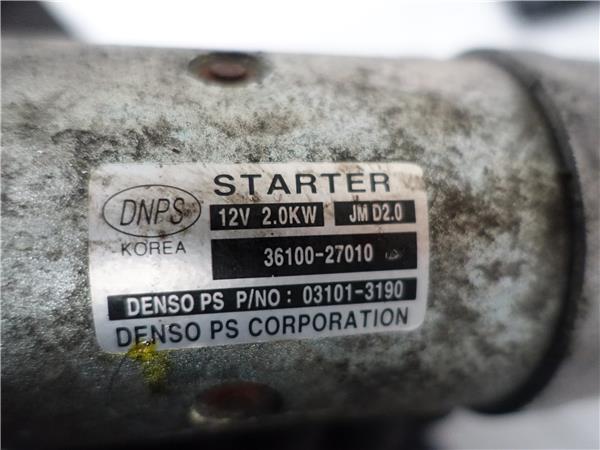 STARTER
DNPS
KOREA
12V 2.0KW JM D2.0
36100-27010
DENSO PS P/NO: 03101-3190
DENSO PS CORPORATION